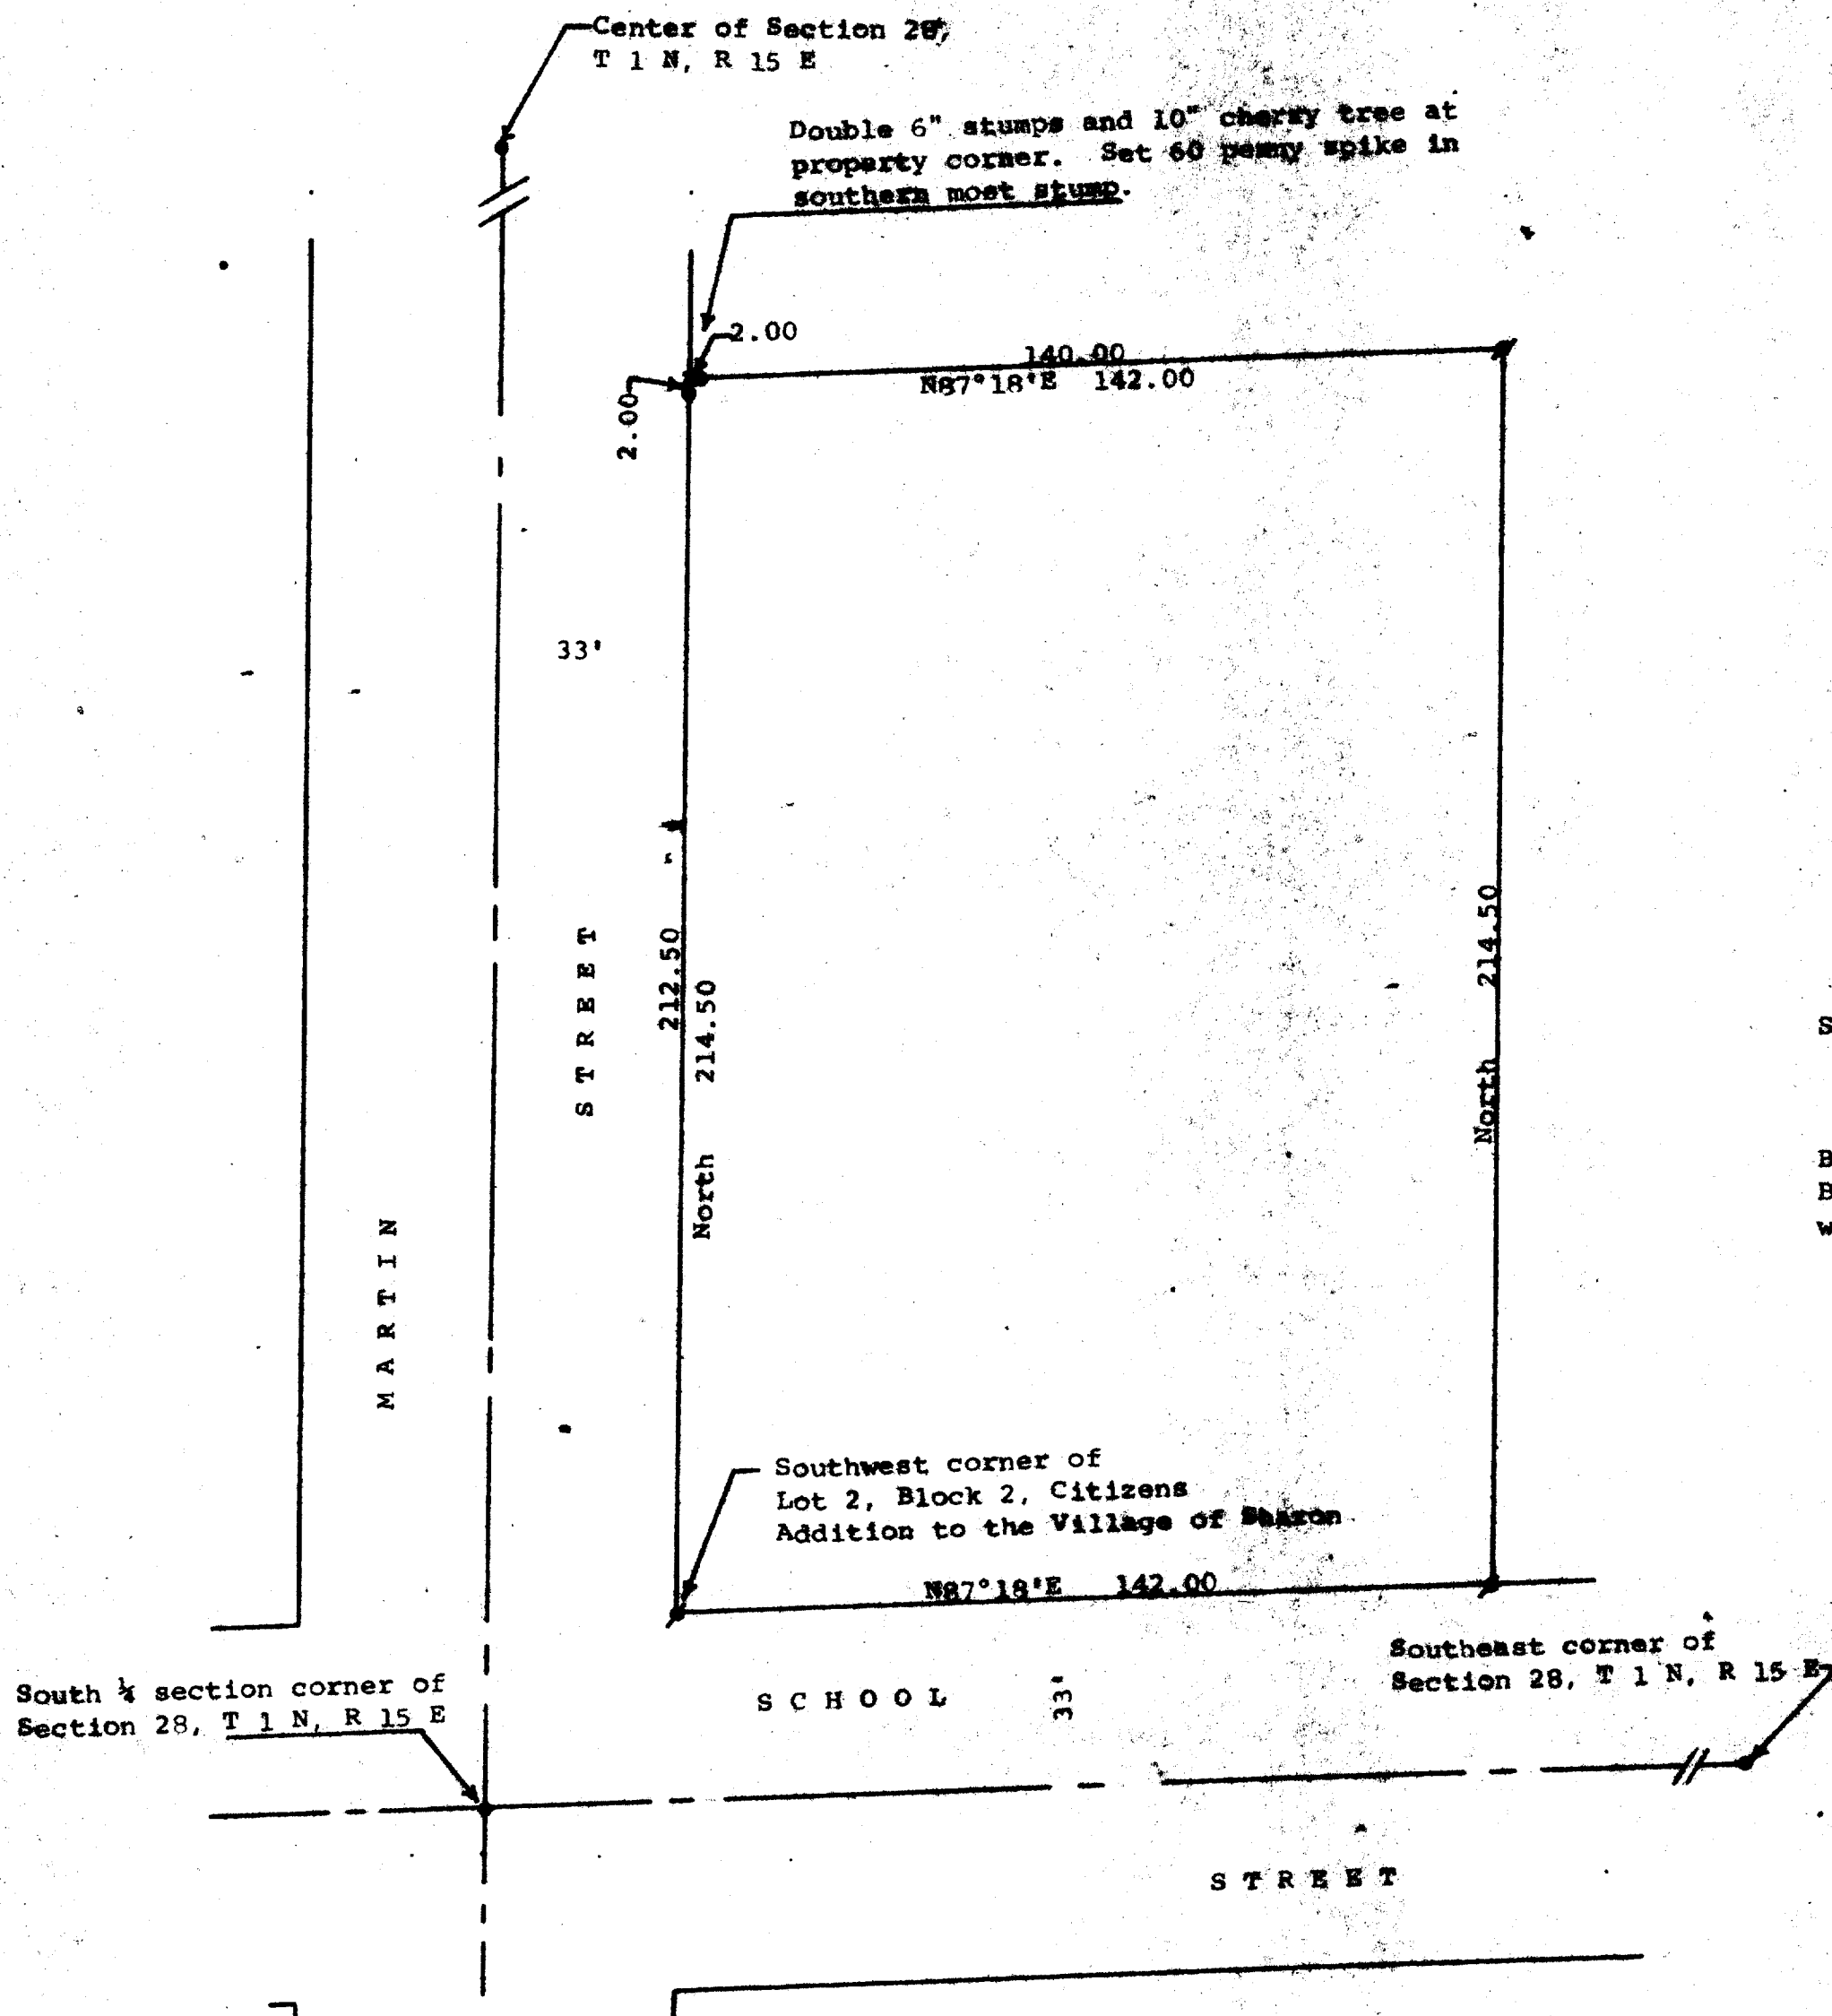 Center of Section 28,
T 1 N, R 15 E
Double 6" stumps and 10" cherry tree at
property corner. Set 60 penny spike in
southern most stump.
2.00
140.00
N87°18'E 142.00
2.00
33'
STREET
212.50
North 214.50
North 214.50
MARTIN
S
B
B
w
Southwest corner of
Lot 2, Block 2, Citizens
Addition to the Village of Sharon
N87°18'E 142.00
South ¼ section corner of
Section 28, T 1 N, R 15 E
SCHOOL
33'
Southeast corner of
Section 28, T 1 N, R 15 E
STREET